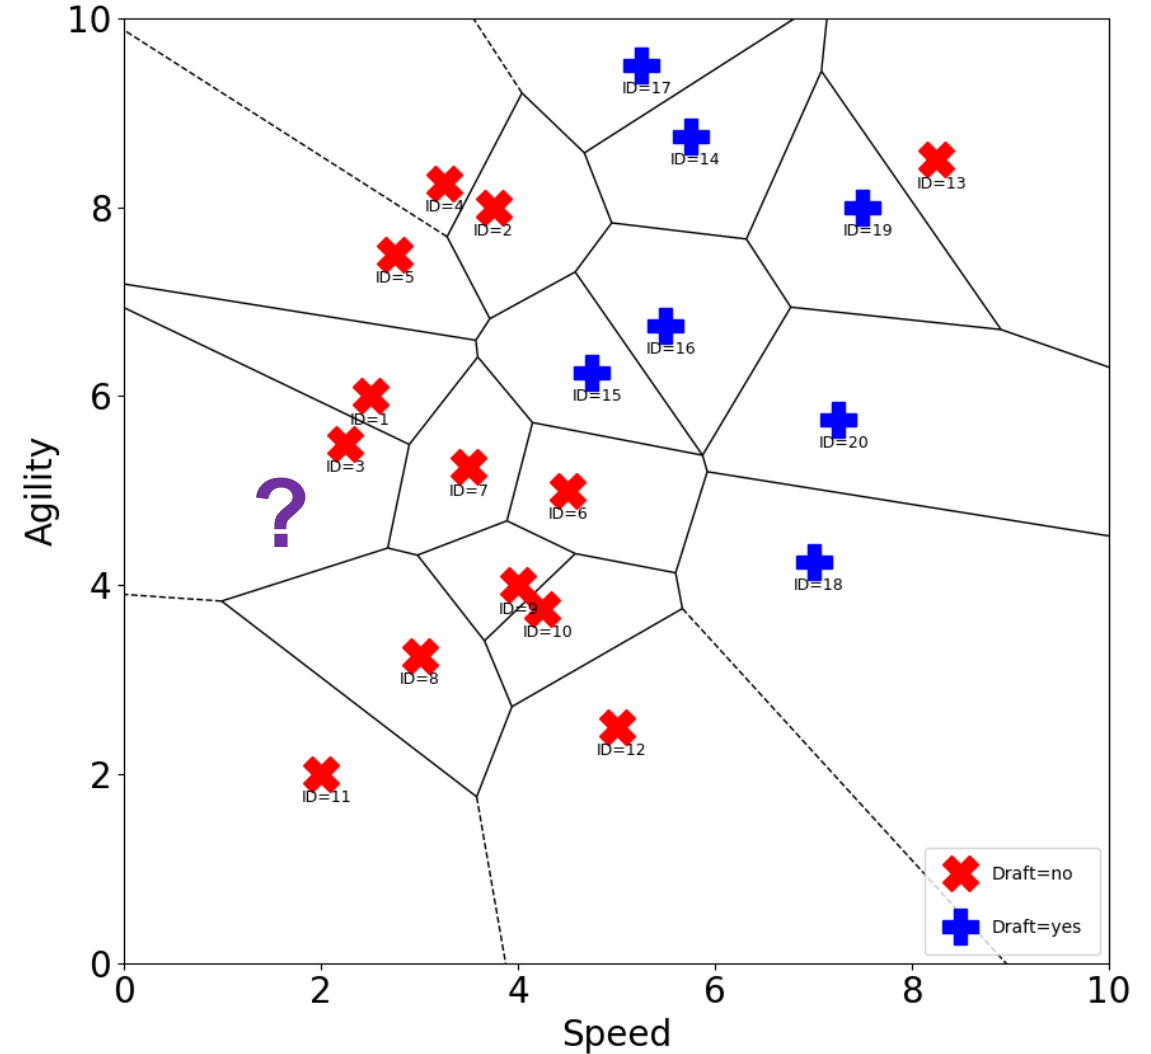 10
ID=17
ID=14
ID=13
ID=4
8
ID=2
ID=19
ID=5
ID=16
6
ID=15
ID=1
ID=20
ID=3
ID=7
?
ID=6
Agility
4
ID=18
ID=9
ID=10
ID=8
ID=12
2
ID=11
Draft=no
Draft=yes
0
0 2 4 6 8 10
Speed